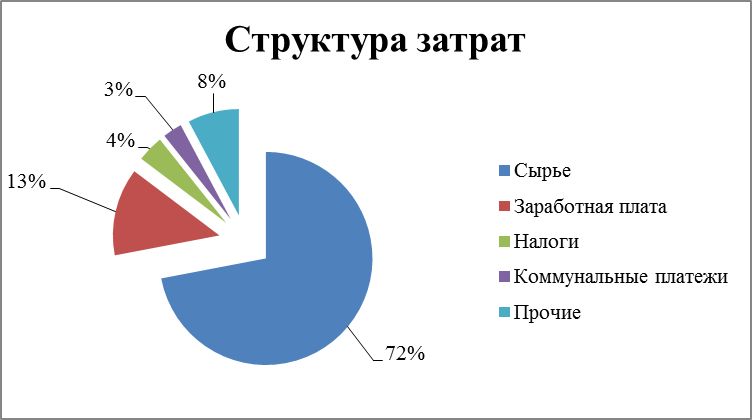 Структура затрат
8%
3%
4%
13%
72%
Сырье
Заработная плата
Налоги
Коммунальные платежи
Прочие